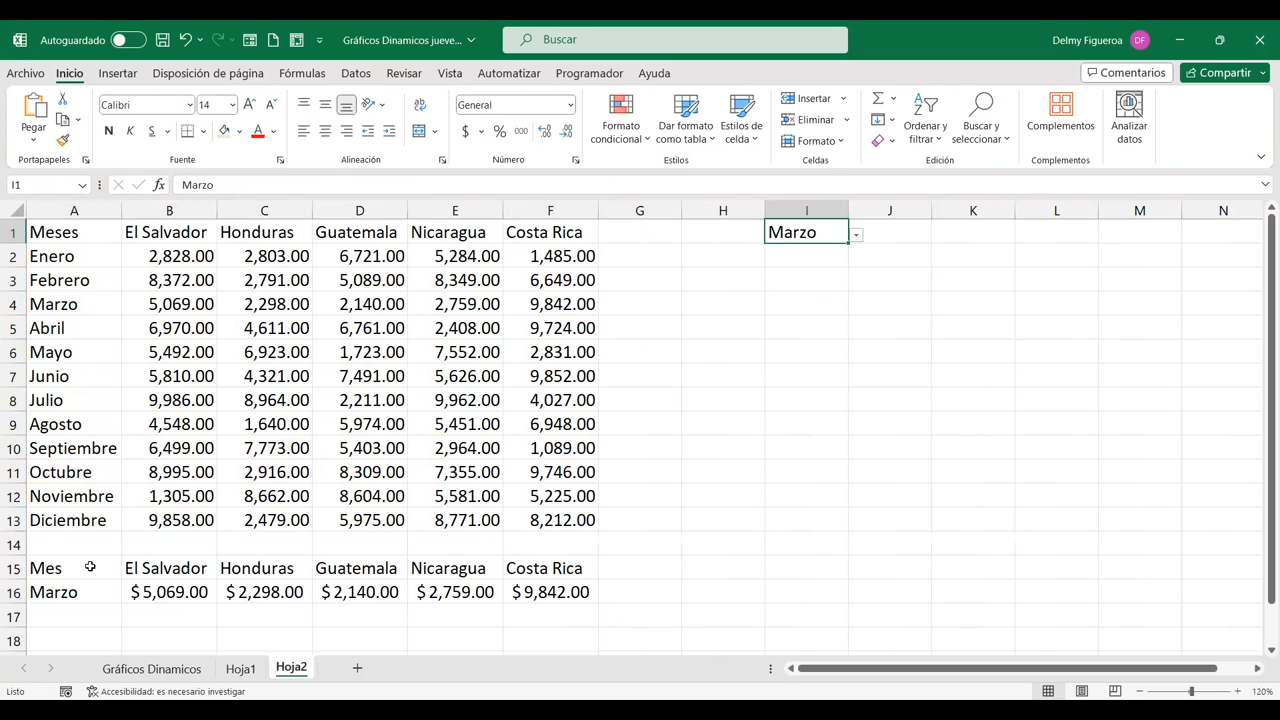 Autoguardado Gráficos Dinamicos jueve... Buscar Delmy Figueroa DF
Archivo Inicio Insertar Disposición de página Fórmulas Datos Revisar Vista Automatizar Programador Ayuda Comentarios Compartir
Calibri 14 General Insertar
Pegar N K S $ % 000 Formato condicional Dar formato como tabla Estilos de celda Eliminar Formato Ordenar y filtrar Buscar y seleccionar Complementos Analizar datos
Portapapeles Fuente Alineación Número Estilos Celdas Edición Complementos
I1 fx Marzo
A B C D E F G H I J K L M N
1 Meses El Salvador Honduras Guatemala Nicaragua Costa Rica Marzo
2 Enero 2,828.00 2,803.00 6,721.00 5,284.00 1,485.00
3 Febrero 8,372.00 2,791.00 5,089.00 8,349.00 6,649.00
4 Marzo 5,069.00 2,298.00 2,140.00 2,759.00 9,842.00
5 Abril 6,970.00 4,611.00 6,761.00 2,408.00 9,724.00
6 Mayo 5,492.00 6,923.00 1,723.00 7,552.00 2,831.00
7 Junio 5,810.00 4,321.00 7,491.00 5,626.00 9,852.00
8 Julio 9,986.00 8,964.00 2,211.00 9,962.00 4,027.00
9 Agosto 4,548.00 1,640.00 5,974.00 5,451.00 6,948.00
10 Septiembre 6,499.00 7,773.00 5,403.00 2,964.00 1,089.00
11 Octubre 8,995.00 2,916.00 8,309.00 7,355.00 9,746.00
12 Noviembre 1,305.00 8,662.00 8,604.00 5,581.00 5,225.00
13 Diciembre 9,858.00 2,479.00 5,975.00 8,771.00 8,212.00
14
15 Mes El Salvador Honduras Guatemala Nicaragua Costa Rica
16 Marzo $ 5,069.00 $ 2,298.00 $ 2,140.00 $ 2,759.00 $ 9,842.00
17
18
Gráficos Dinamicos Hoja1 Hoja2
Listo Accesibilidad: es necesario investigar 120%